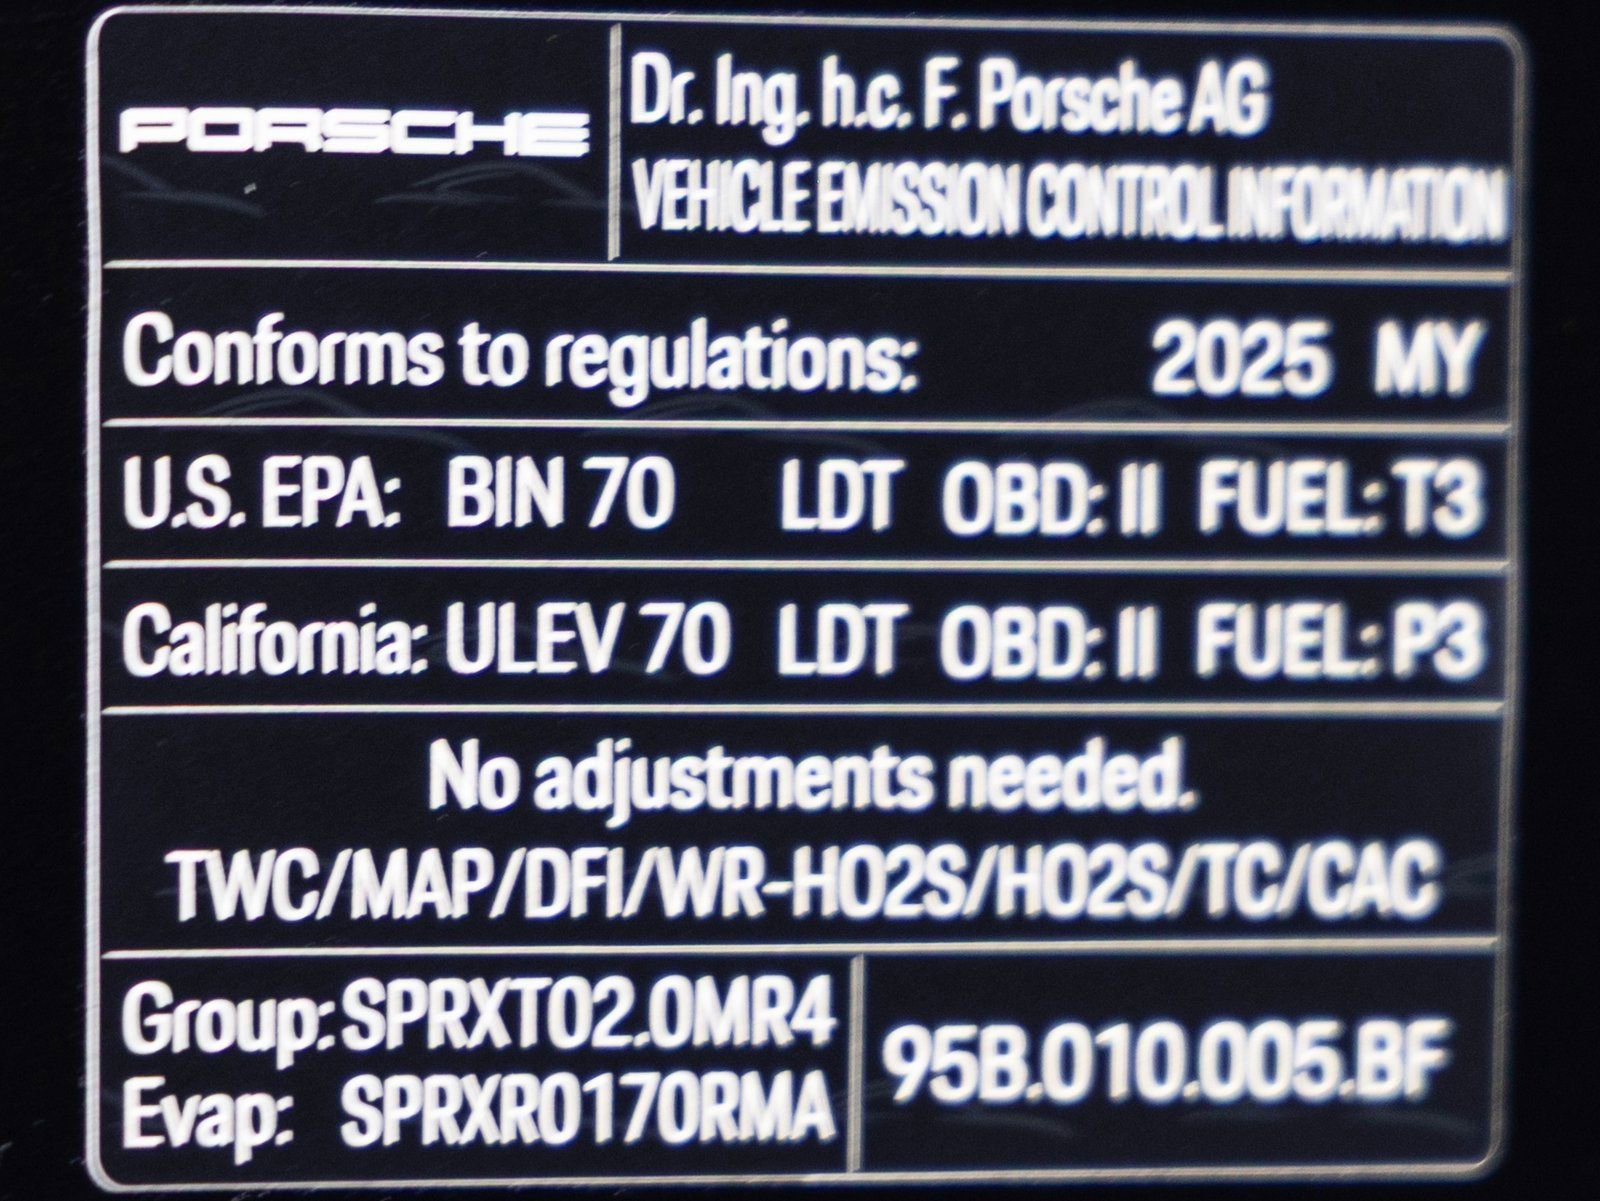 PORSCHE
Dr. Ing. h.c. F. Porsche AG
VEHICLE EMISSION CONTROL INFORMATION
Conforms to regulations: 2025 MY
U.S. EPA: BIN 70 LDT OBD: II FUEL: T3
California: ULEV 70 LDT OBD: II FUEL: P3
No adjustments needed.
TWC/MAP/DFI/WR-HO2S/HO2S/TC/CAC
Group: SPRXT02.0MR4
Evap: SPRXR0170RMA
95B.010.005.BF